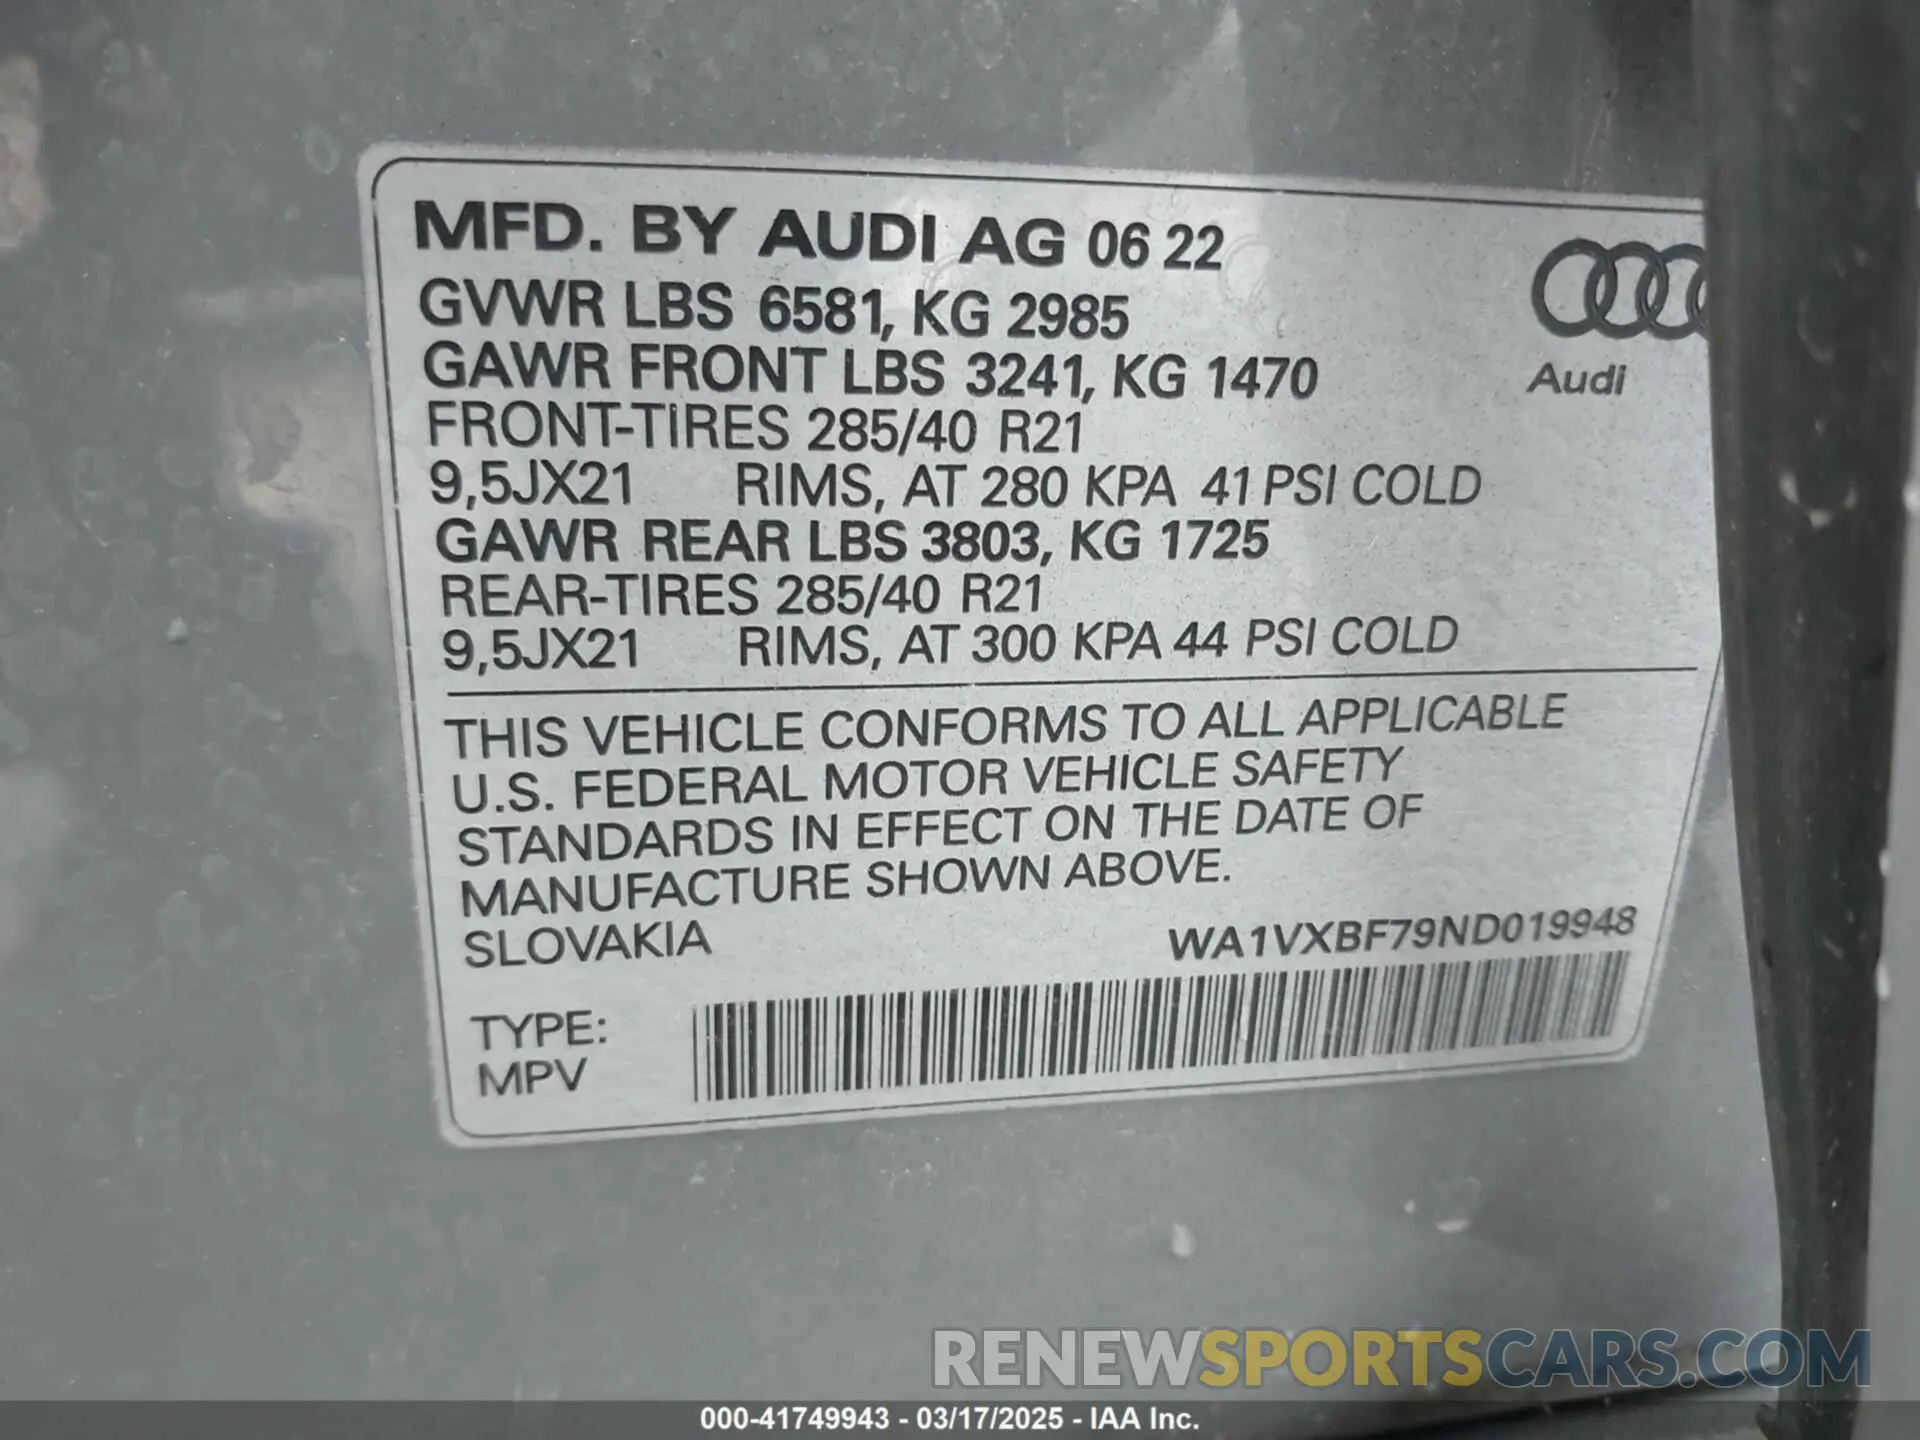 MFD. BY AUDI AG 06 22
GVWR LBS 6581, KG 2985
GAWR FRONT LBS 3241, KG 1470
FRONT-TIRES 285/40 R21
9,5JX21 RIMS, AT 280 KPA 41 PSI COLD
GAWR REAR LBS 3803, KG 1725
REAR-TIRES 285/40 R21
9,5JX21 RIMS, AT 300 KPA 44 PSI COLD
Audi
THIS VEHICLE CONFORMS TO ALL APPLICABLE
U.S. FEDERAL MOTOR VEHICLE SAFETY
STANDARDS IN EFFECT ON THE DATE OF
MANUFACTURE SHOWN ABOVE.
SLOVAKIA WA1VXBF79ND019948
TYPE:
MPV
RENEWSPORTSCARS.COM
000-41749943 - 03/17/2025 - IAA Inc.